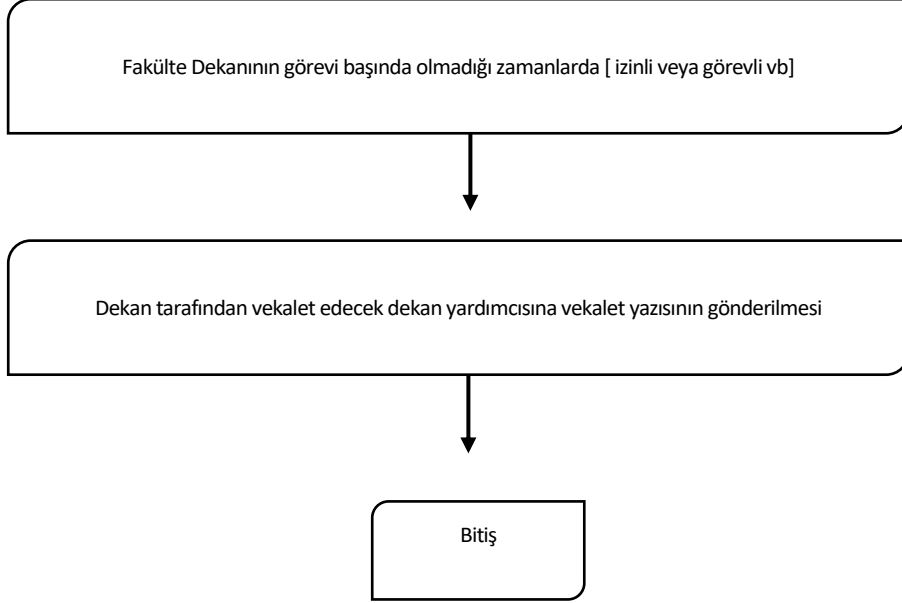 Fakülte Dekanının görevi başında olmadığı zamanlarda [ izinli veya görevli vb]
Dekan tarafından vekalet edecek dekan yardımcısına vekalet yazısının gönderilmesi
Bitiş